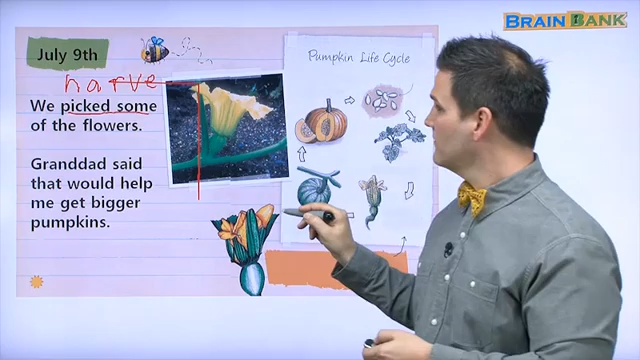 BRAIN BANK
July 9th
harve
We picked some
of the flowers.
Granddad said
that would help
me get bigger
pumpkins.
Pumpkin Life Cycle